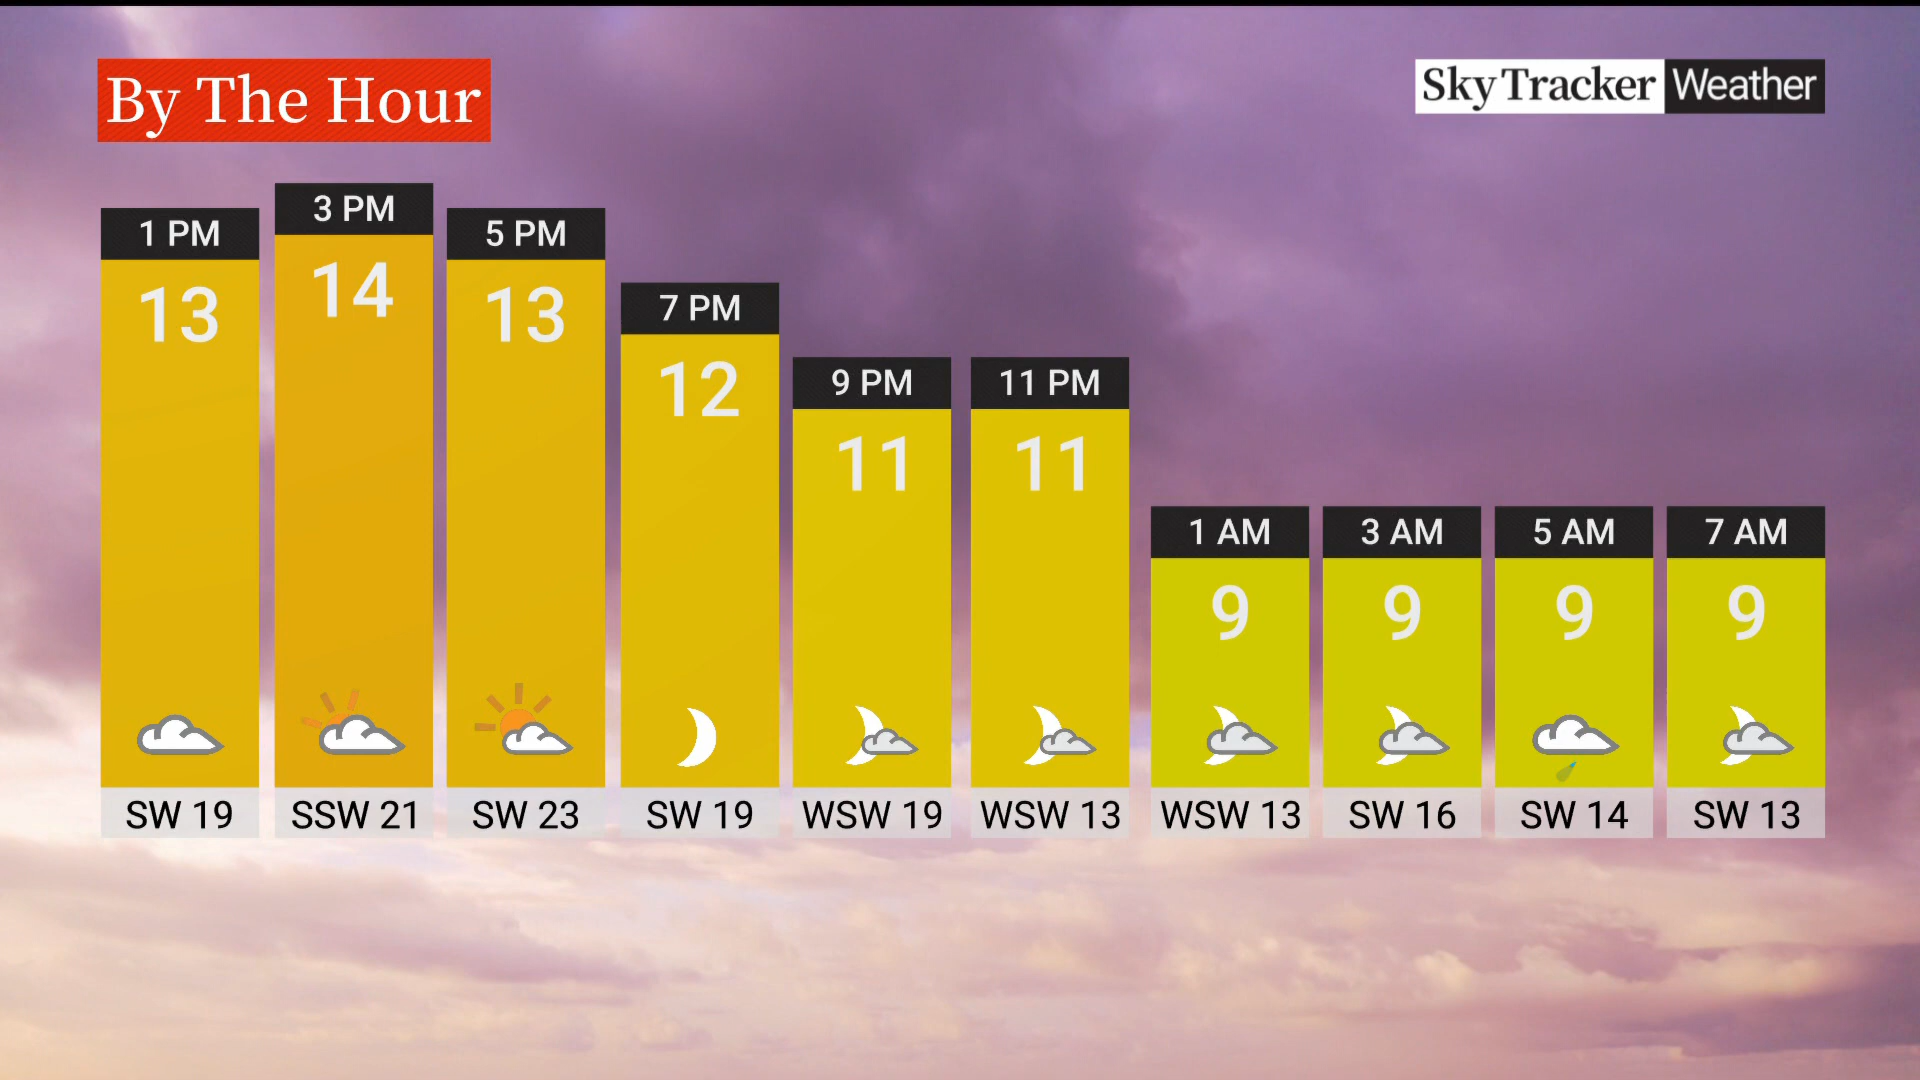 By The Hour
SkyTracker Weather
1 PM
13
SW 19
3 PM
14
SSW 21
5 PM
13
SW 23
7 PM
12
SW 19
9 PM
11
WSW 19
11 PM
11
WSW 13
1 AM
9
WSW 13
3 AM
9
SW 16
5 AM
9
SW 14
7 AM
9
SW 13